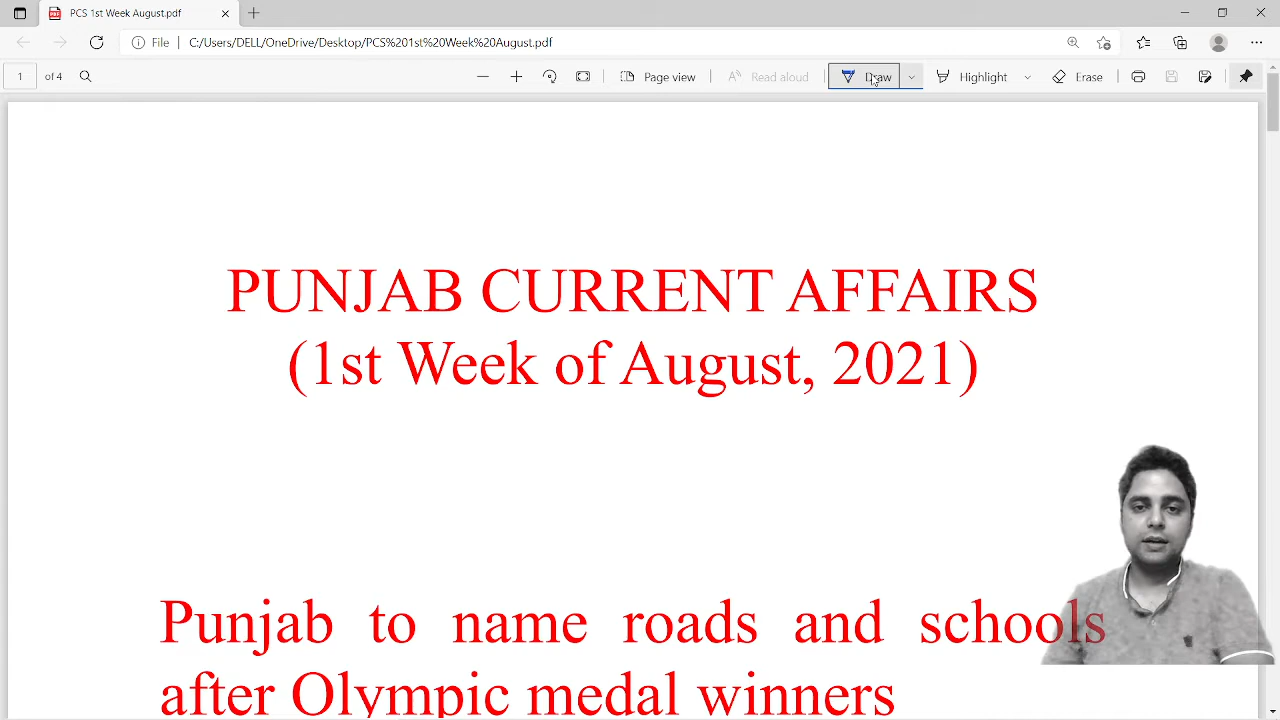 PCS 1st Week August.pdf
File C:/Users/DELL/OneDrive/Desktop/PCS%201st%20Week%20August.pdf
1 of 4 Page view Read aloud Draw Highlight Erase
PUNJAB CURRENT AFFAIRS
(1st Week of August, 2021)
Punjab to name roads and schools
after Olympic medal winners